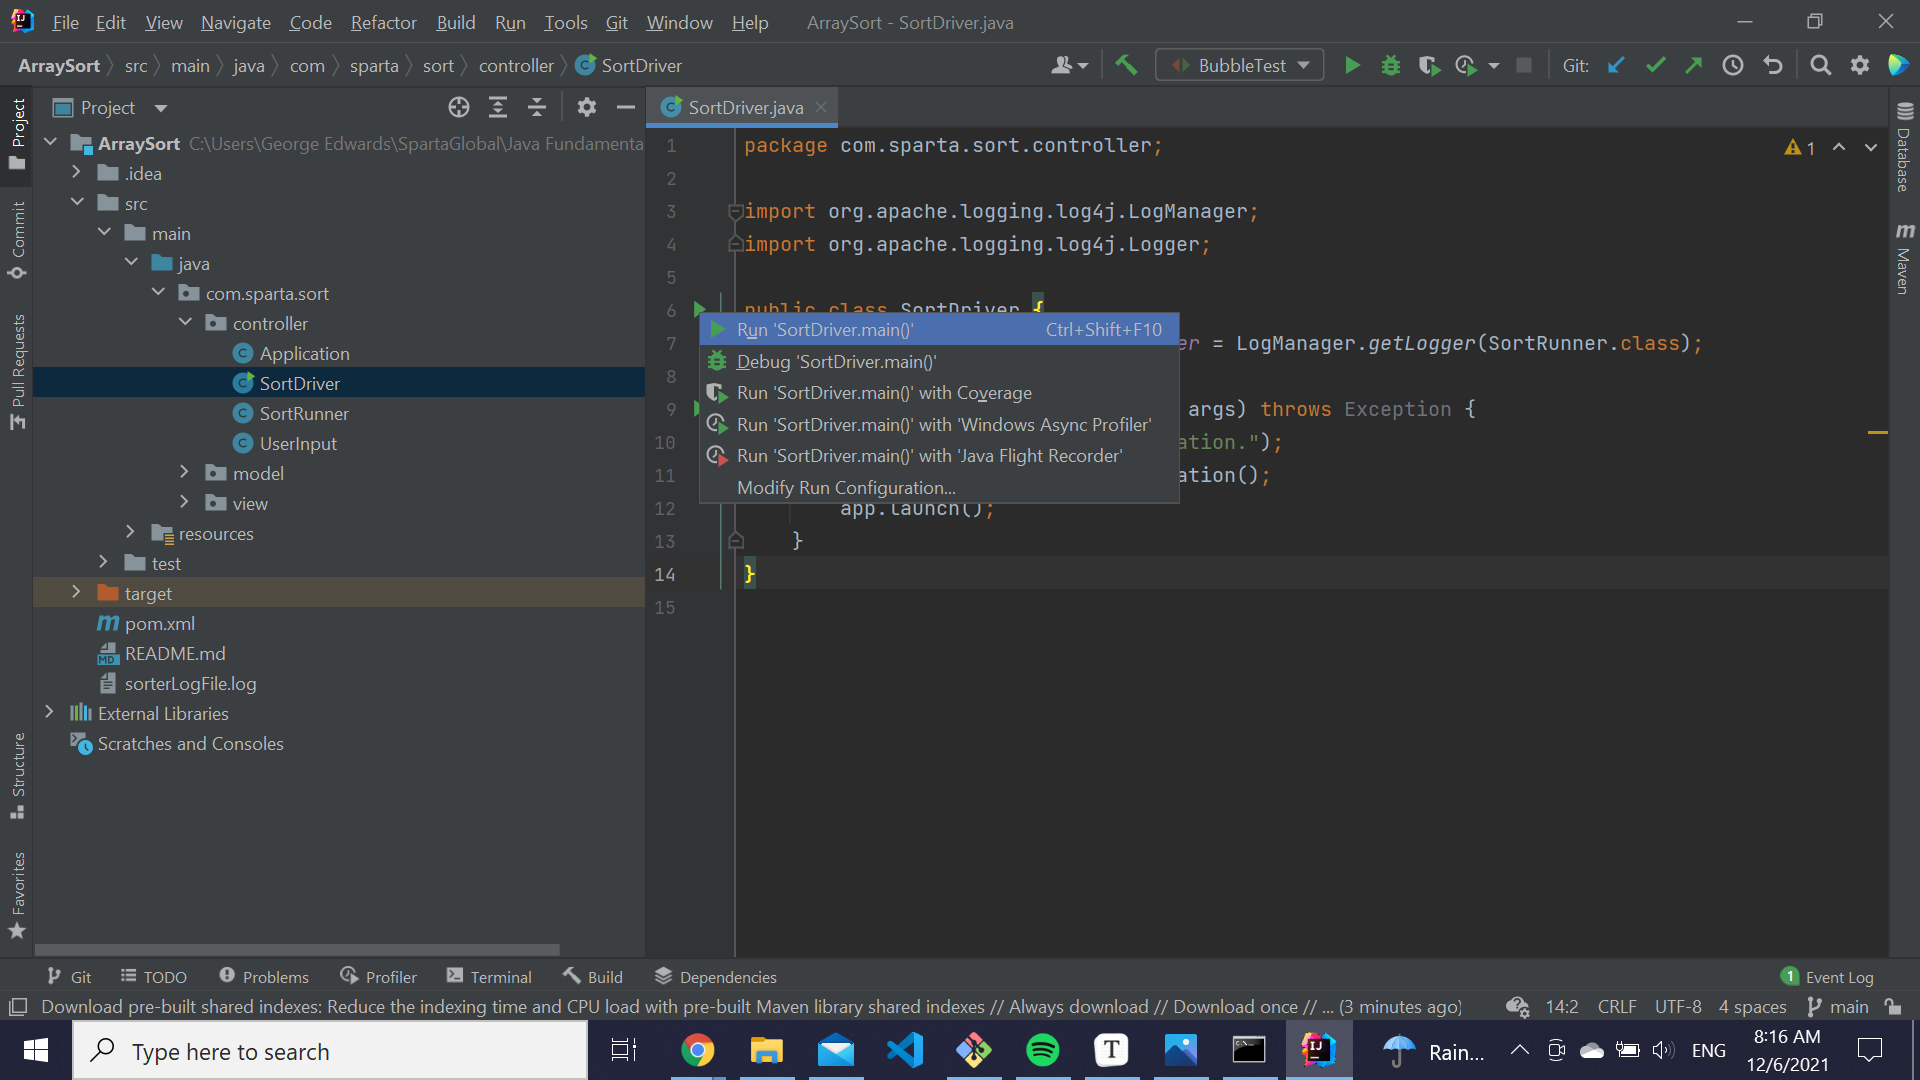 File Edit View Navigate Code Refactor Build Run Tools Git Window Help ArraySort - SortDriver.java
ArraySort src main java com sparta sort controller SortDriver BubbleTest Git:
Project
SortDriver.java
Project
Commit
Pull Requests
Structure
Favorites
ArraySort C:\Users\George Edwards\SpartaGlobal\Java Fundamenta
.idea
src
main
java
com.sparta.sort
controller
Application
SortDriver
SortRunner
UserInput
model
view
resources
test
target
pom.xml
README.md
sorterLogFile.log
External Libraries
Scratches and Consoles
1 package com.sparta.sort.controller;
2
3 import org.apache.logging.log4j.LogManager;
4 import org.apache.logging.log4j.Logger;
5
6 public class SortDriver {
7 er = LogManager.getLogger(SortRunner.class);
8
9 args) throws Exception {
10 ation.");
11 ation();
12 app.launch();
13 }
14 }
15
1
Run 'SortDriver.main()' Ctrl+Shift+F10
Debug 'SortDriver.main()'
Run 'SortDriver.main()' with Coverage
Run 'SortDriver.main()' with 'Windows Async Profiler'
Run 'SortDriver.main()' with 'Java Flight Recorder'
Modify Run Configuration...
Database
Maven
Git TODO Problems Profiler Terminal Build Dependencies 1 Event Log
Download pre-built shared indexes: Reduce the indexing time and CPU load with pre-built Maven library shared indexes // Always download // Download once // ... (3 minutes ago) 14:2 CRLF UTF-8 4 spaces main
Type here to search Rain... ENG
8:16 AM
12/6/2021